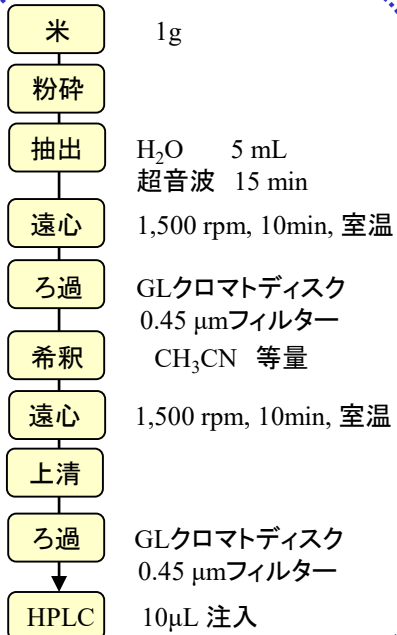 米 1g
粉砕
抽出 H₂O 5 mL
超音波 15 min
遠心 1,500 rpm, 10min, 室温
ろ過 GLクロマトディスク
0.45 μmフィルター
希釈 CH₃CN 等量
遠心 1,500 rpm, 10min, 室温
上清
ろ過 GLクロマトディスク
0.45 μmフィルター
HPLC 10μL 注入